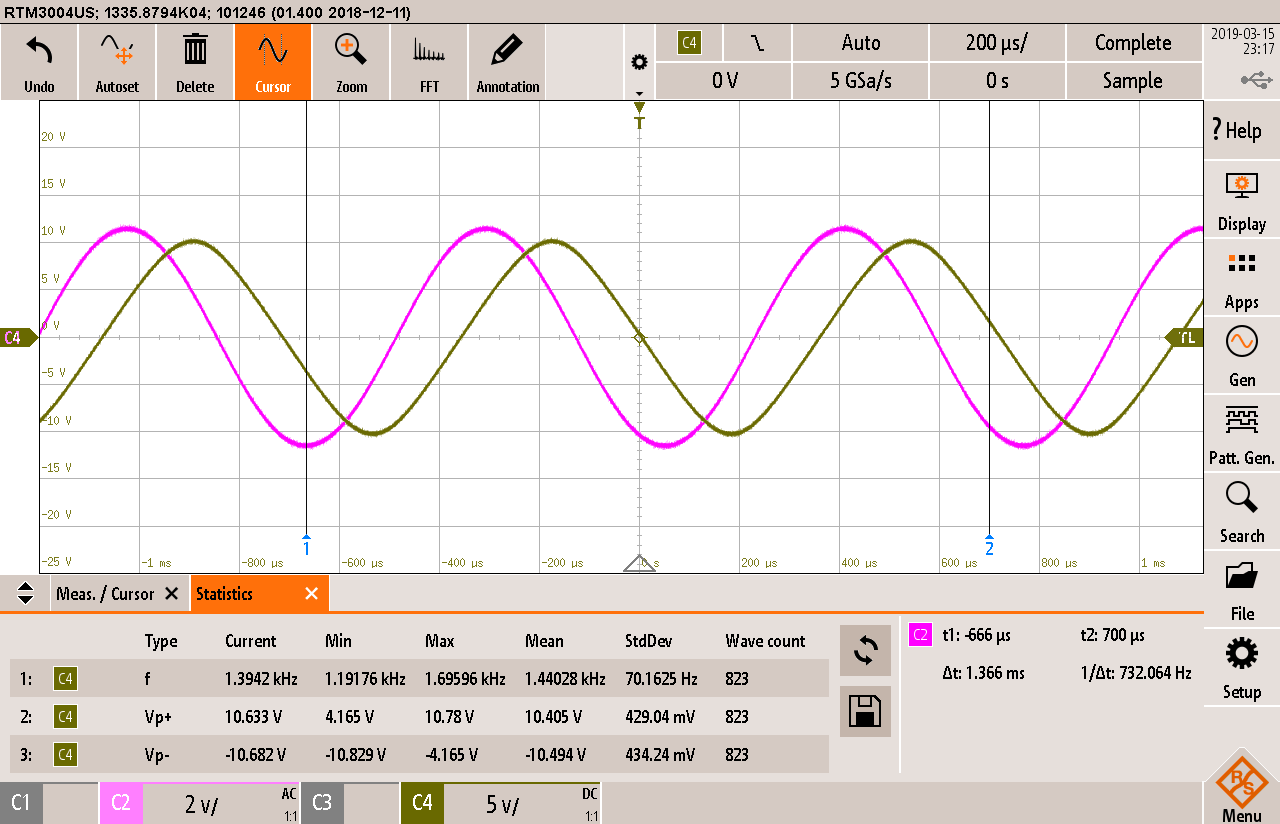 RTM3004US; 1335.8794K04; 101246 (01.400 2018-12-11)
Undo Autoset Delete Cursor Zoom FFT Annotation
C4 Auto 200 µs/ Complete
0 V 5 GSa/s 0 s Sample
2019-03-15
23:17
Help
Display
Apps
Gen
Patt. Gen.
Search
File
Setup
Menu
T
20 V
15 V
10 V
5 V
0 V
C4
TL
-5 V
-10 V
-15 V
-20 V
-25 V
1 2
-1 ms -800 µs -600 µs -400 µs -200 µs 0 s 200 µs 400 µs 600 µs 800 µs 1 ms
Meas. / Cursor Statistics
Type Current Min Max Mean StdDev Wave count
1: C4 f 1.3942 kHz 1.19176 kHz 1.69596 kHz 1.44028 kHz 70.1625 Hz 823
2: C4 Vp+ 10.633 V 4.165 V 10.78 V 10.405 V 429.04 mV 823
3: C4 Vp- -10.682 V -10.829 V -4.165 V -10.494 V 434.24 mV 823
C2 t1: -666 µs t2: 700 µs
Δt: 1.366 ms 1/Δt: 732.064 Hz
C1 C2 2 V/ AC 1:1 C3 C4 5 V/ DC 1:1
R&S